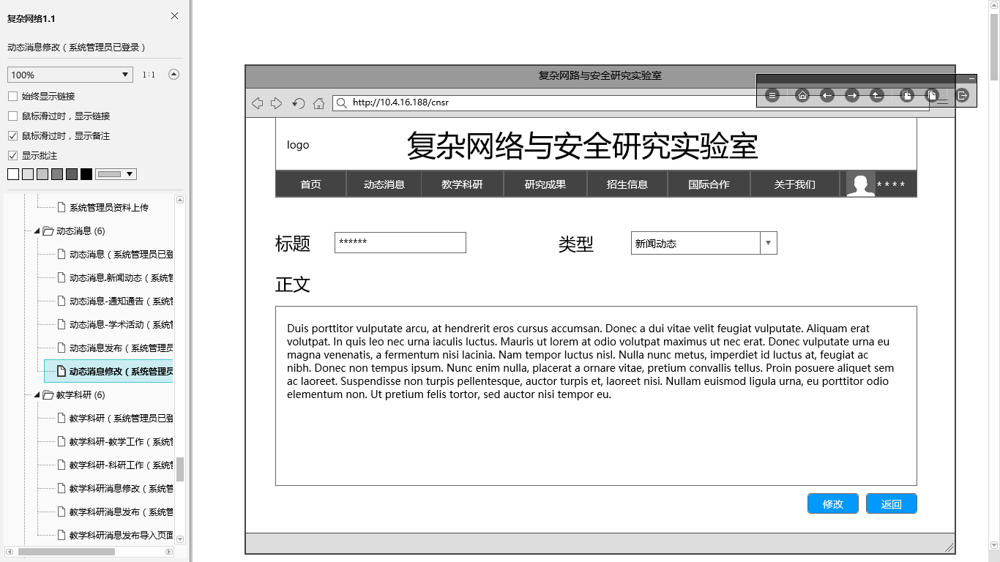 复杂网络1.1
动态消息修改（系统管理员已登录）
100%
1:1
始终显示链接
鼠标滑过时，显示链接
鼠标滑过时，显示备注
显示批注
系统管理员资料上传
动态消息 (6)
动态消息（系统管理员已登
动态消息.新闻动态（系统管
动态消息-通知通告（系统管
动态消息-学术活动（系统管
动态消息发布（系统管理员
动态消息修改（系统管理员
教学科研 (6)
教学科研（系统管理员已登
教学科研-教学工作（系统管
教学科研-科研工作（系统管
教学科研消息修改（系统管
教学科研消息发布（系统管
教学科研消息发布导入页面
复杂网路与安全研究实验室
http://10.4.16.188/cnsr
logo
复杂网络与安全研究实验室
首页 动态消息 教学科研 研究成果 招生信息 国际合作 关于我们 * * * *
标题 ****** 类型 新闻动态
正文
Duis porttitor vulputate arcu, at hendrerit eros cursus accumsan. Donec a dui vitae velit feugiat vulputate. Aliquam erat
volutpat. In quis leo nec urna iaculis luctus. Mauris ut lorem at odio volutpat maximus ut nec erat. Donec vulputate urna eu
magna venenatis, a fermentum nisi lacinia. Nam tempor luctus nisl. Nulla nunc metus, imperdiet id luctus at, feugiat ac
nibh. Donec non tempus ipsum. Nunc enim nulla, placerat a ornare vitae, pretium convallis tellus. Proin posuere aliquet sem
ac laoreet. Suspendisse non turpis pellentesque, auctor turpis et, laoreet nisi. Nullam euismod ligula urna, eu porttitor odio
elementum non. Ut pretium felis tortor, sed auctor nisi tempor eu.
修改 返回